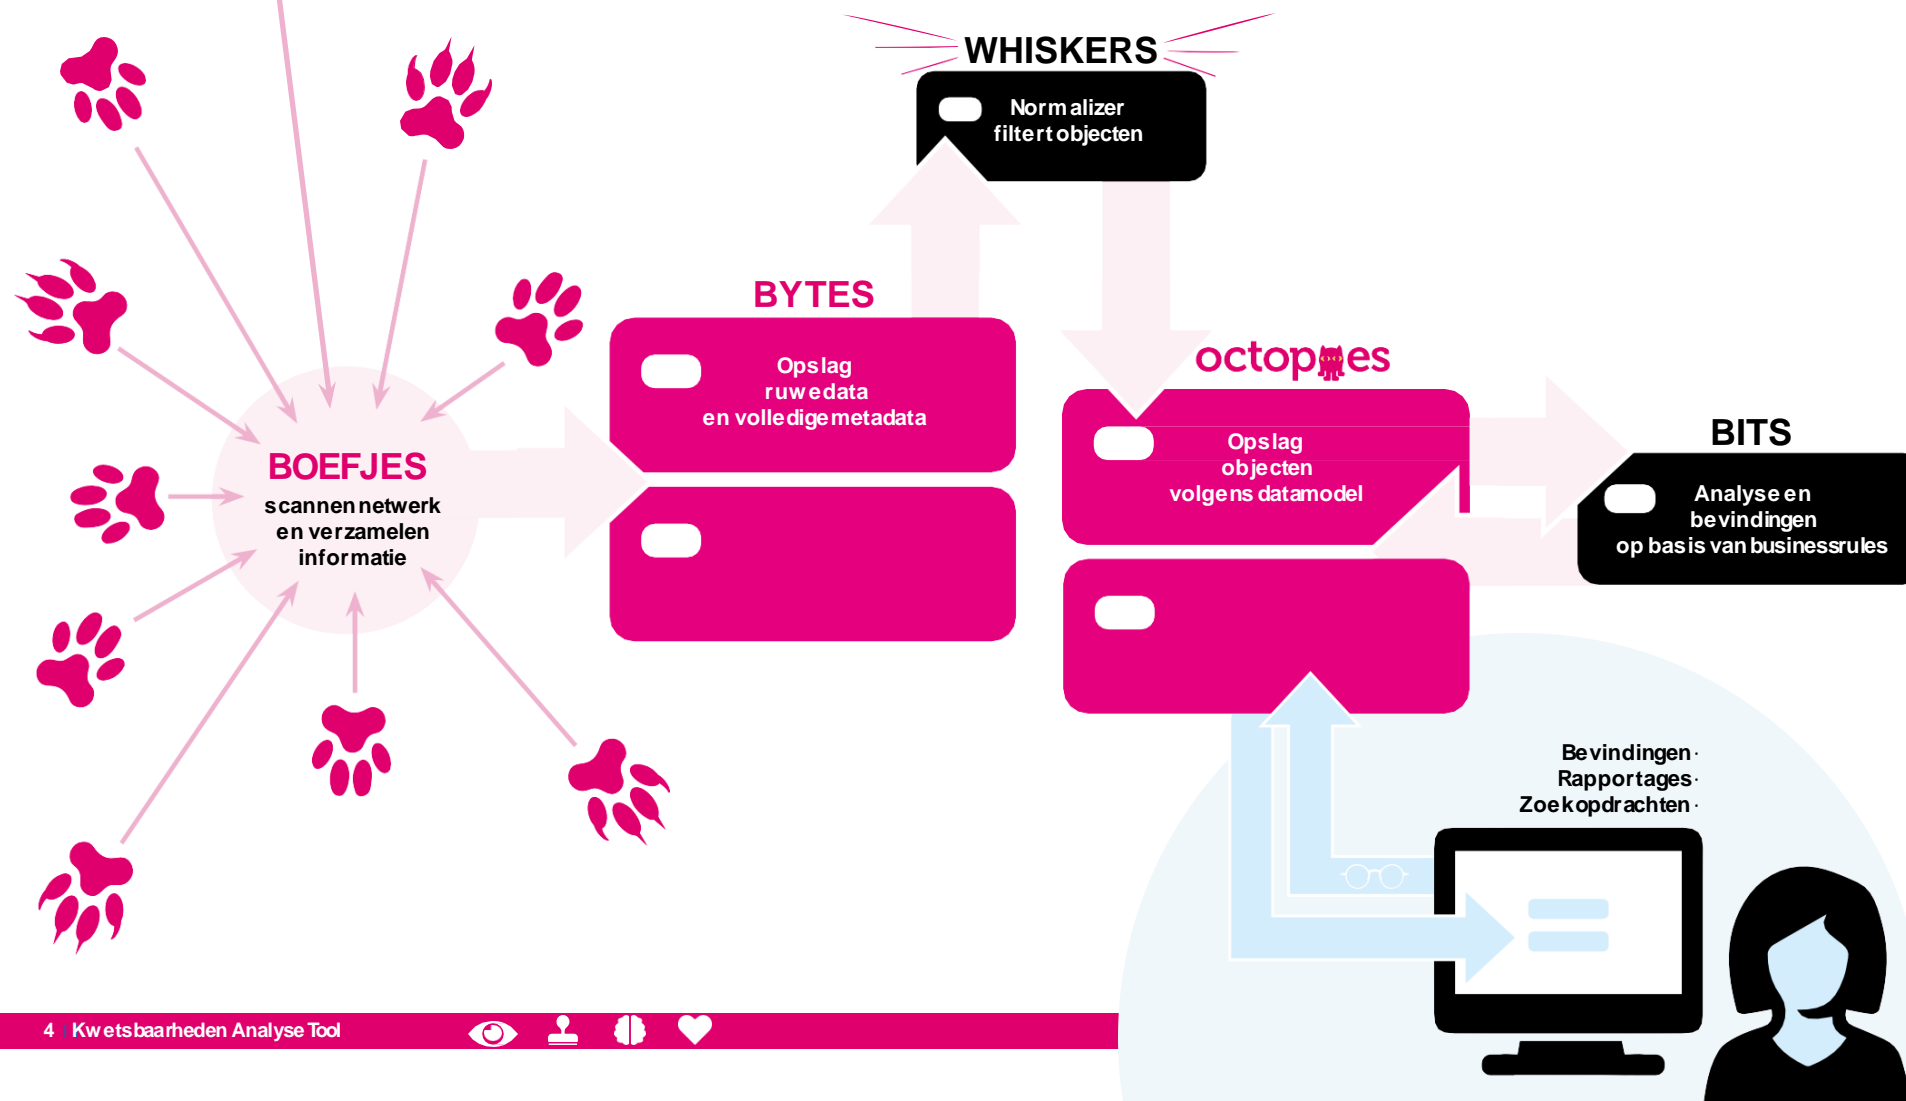 WHISKERS
Normalizer
filtert objecten
BYTES
Opslag
ruwe data
en volledige metadata
octopoes
Opslag
objecten
volgens datamodel
BITS
Analyse en
bevindingen
op basis van businessrules
BOEFJES
scannen netwerk
en verzamelen
informatie
Bevindingen ·
Rapportages ·
Zoekopdrachten ·
4 | Kwetsbaarheden Analyse Tool